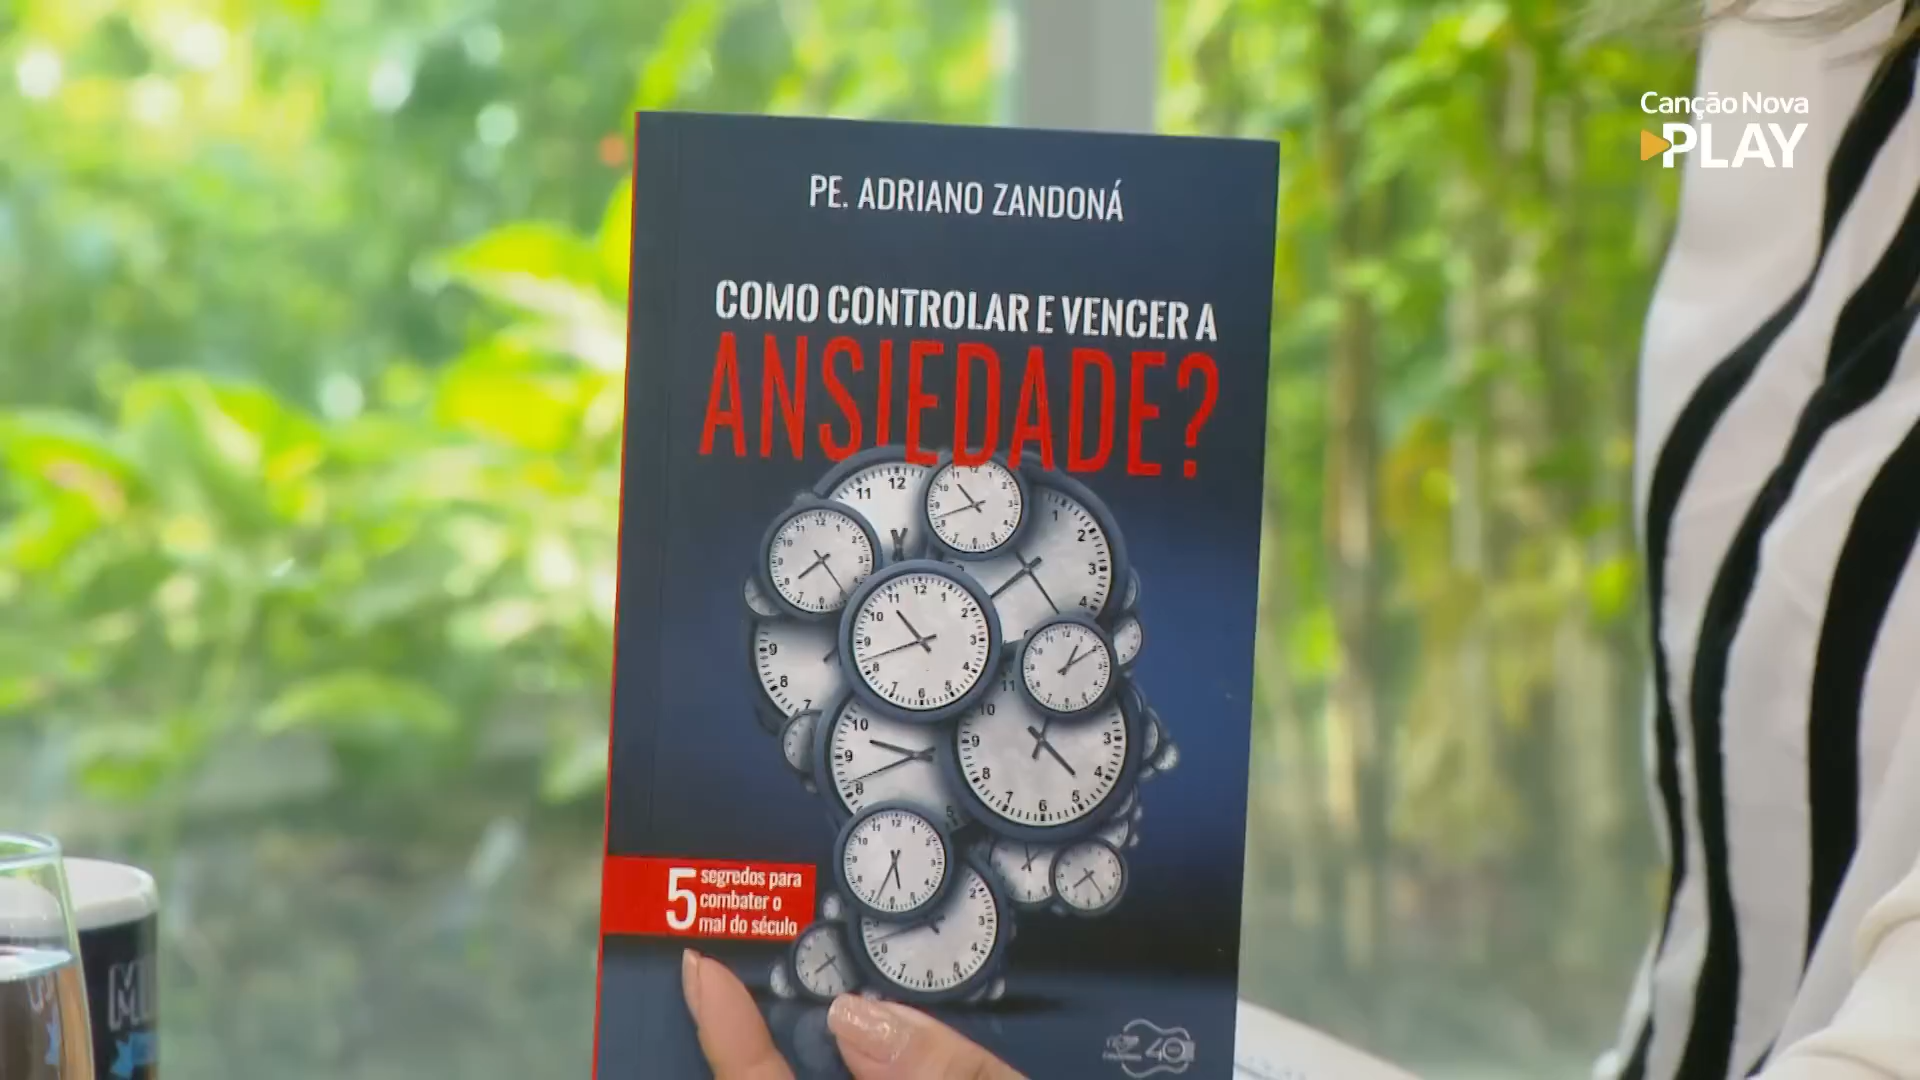 Canção Nova
PLAY
PE. ADRIANO ZANDONÁ
COMO CONTROLAR E VENCER A
ANSIEDADE?
5 segredos para
combater o
mal do século